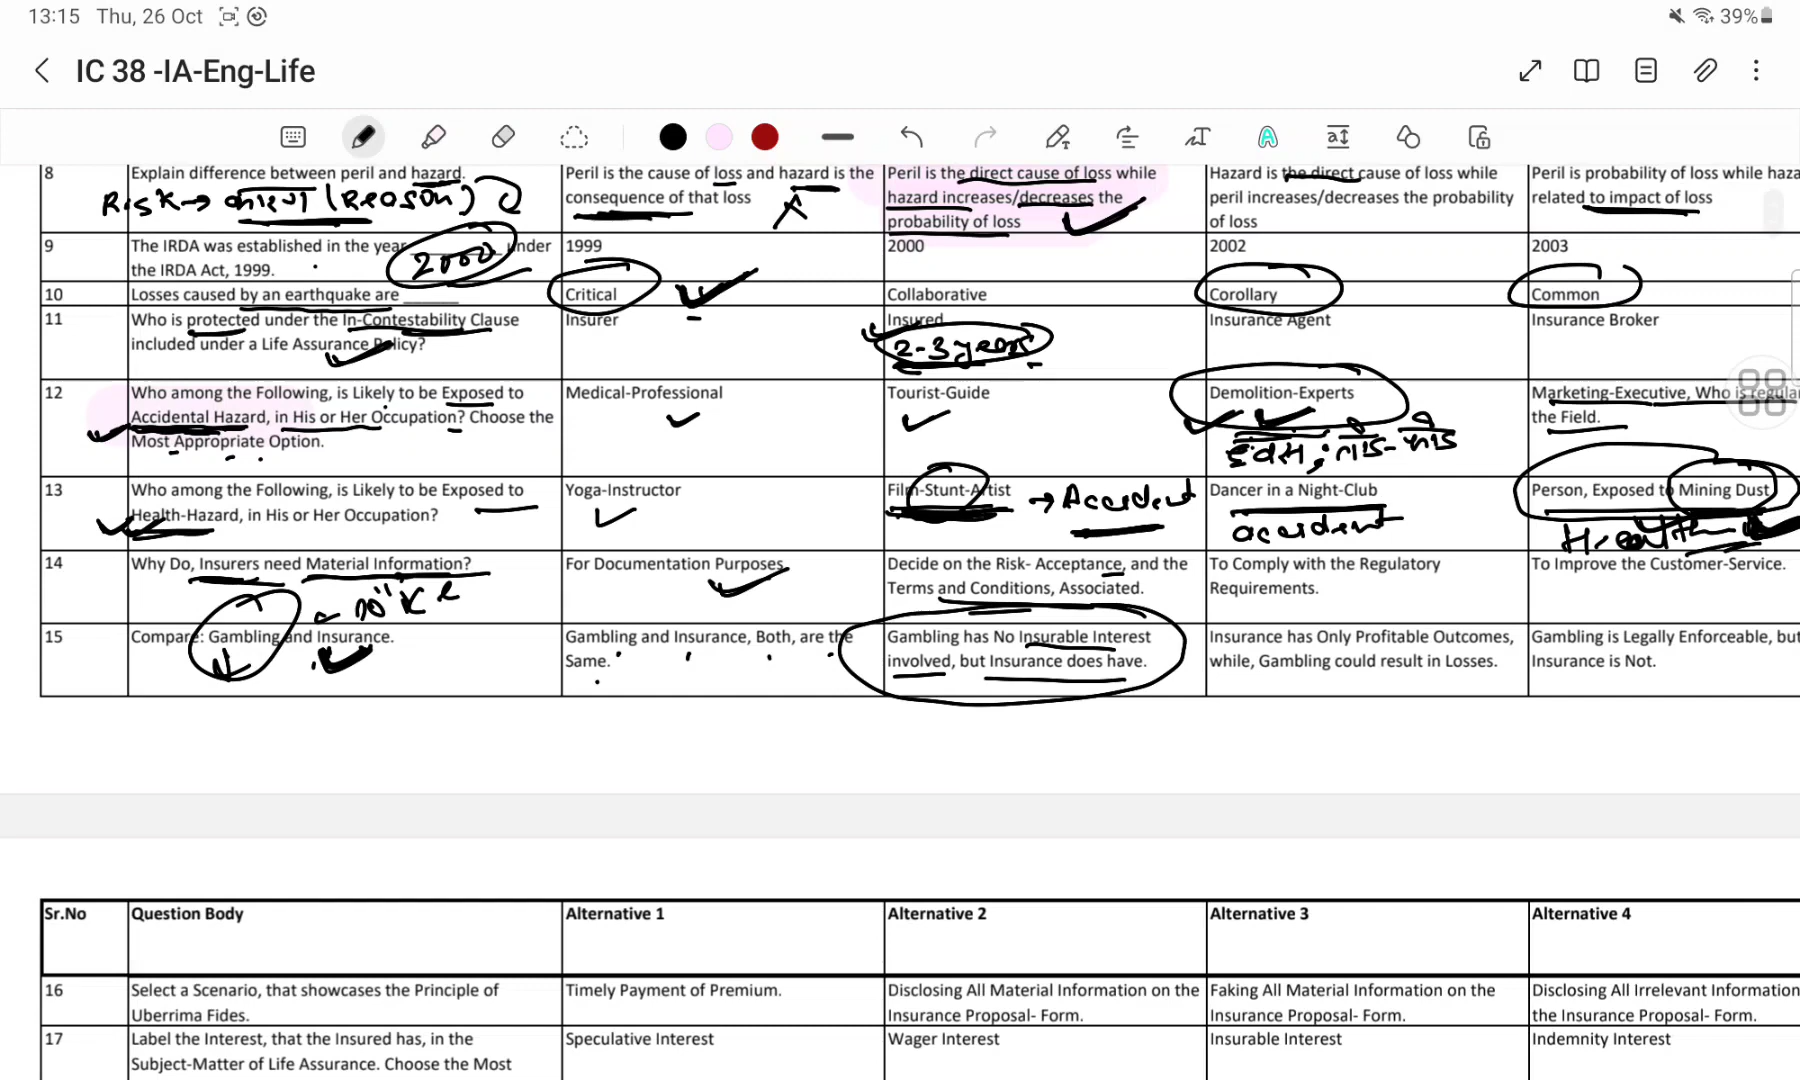 13:15 Thu, 26 Oct 39%
IC 38 -IA-Eng-Life
8 Explain difference between peril and hazard. Peril is the cause of loss and hazard is the consequence of that loss Peril is the direct cause of loss while hazard increases/decreases the probability of loss Hazard is the direct cause of loss while peril increases/decreases the probability of loss Peril is probability of loss while haza related to impact of loss
Risk → (Reason)
9 The IRDA was established in the year under the IRDA Act, 1999. 1999 2000 2002 2003
2000
10 Losses caused by an earthquake are ______ Critical Collaborative Corollary Common
11 Who is protected under the In-Contestability Clause included under a Life Assurance Policy? Insurer Insured Insurance Agent Insurance Broker
2-3 years
12 Who among the Following, is Likely to be Exposed to Accidental Hazard, in His or Her Occupation? Choose the Most Appropriate Option. Medical-Professional Tourist-Guide Demolition-Experts Marketing-Executive, Who is regula the Field.
13 Who among the Following, is Likely to be Exposed to Health-Hazard, in His or Her Occupation? Yoga-Instructor Film-Stunt-Artist Dancer in a Night-Club Person, Exposed to Mining Dust
→ Accident
accident
Health
14 Why Do, Insurers need Material Information? For Documentation Purposes Decide on the Risk- Acceptance, and the Terms and Conditions, Associated. To Comply with the Regulatory Requirements. To Improve the Customer-Service.
15 Compare: Gambling and Insurance. Gambling and Insurance, Both, are the Same. Gambling has No Insurable Interest involved, but Insurance does have. Insurance has Only Profitable Outcomes, while, Gambling could result in Losses. Gambling is Legally Enforceable, but Insurance is Not.
Sr.No Question Body Alternative 1 Alternative 2 Alternative 3 Alternative 4
16 Select a Scenario, that showcases the Principle of Uberrima Fides. Timely Payment of Premium. Disclosing All Material Information on the Insurance Proposal- Form. Faking All Material Information on the Insurance Proposal- Form. Disclosing All Irrelevant Information the Insurance Proposal- Form.
17 Label the Interest, that the Insured has, in the Subject-Matter of Life Assurance. Choose the Most Speculative Interest Wager Interest Insurable Interest Indemnity Interest